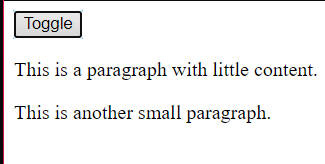 Toggle
This is a paragraph with little content.
This is another small paragraph.